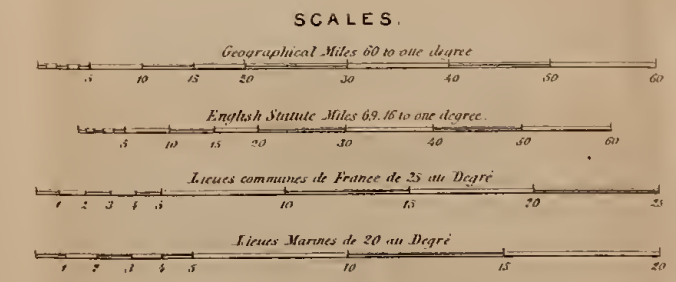 SCALES.
Geographical Miles 60 to one degree
5 10 15 20 30 40 50 60
English Statute Miles 69.16 to one degree.
5 10 15 20 30 40 50 60
Lieues communes de France de 25 au Degré
1 2 3 4 5 10 15 20 25
Lieues Marines de 20 au Degré
1 2 3 4 5 10 15 20